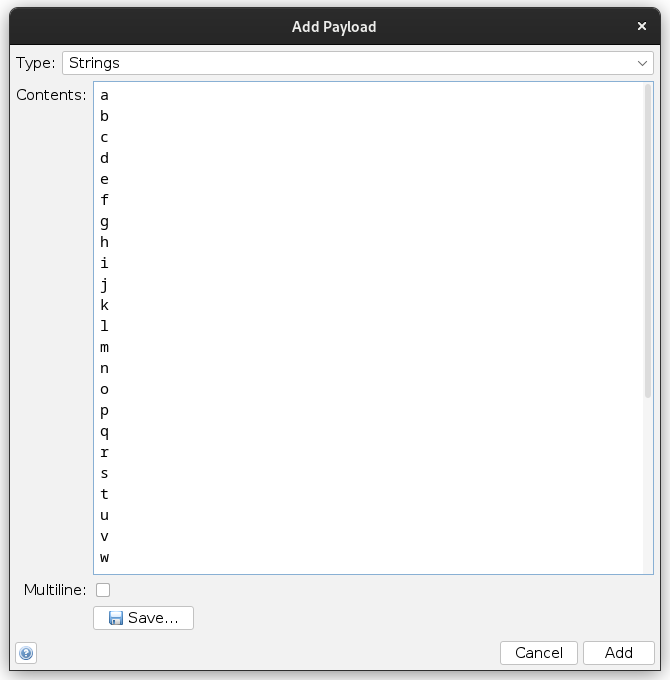 Add Payload
Type: Strings
Contents: a
b
c
d
e
f
g
h
i
j
k
l
m
n
o
p
q
r
s
t
u
v
w
Multiline:
Save...
Cancel Add